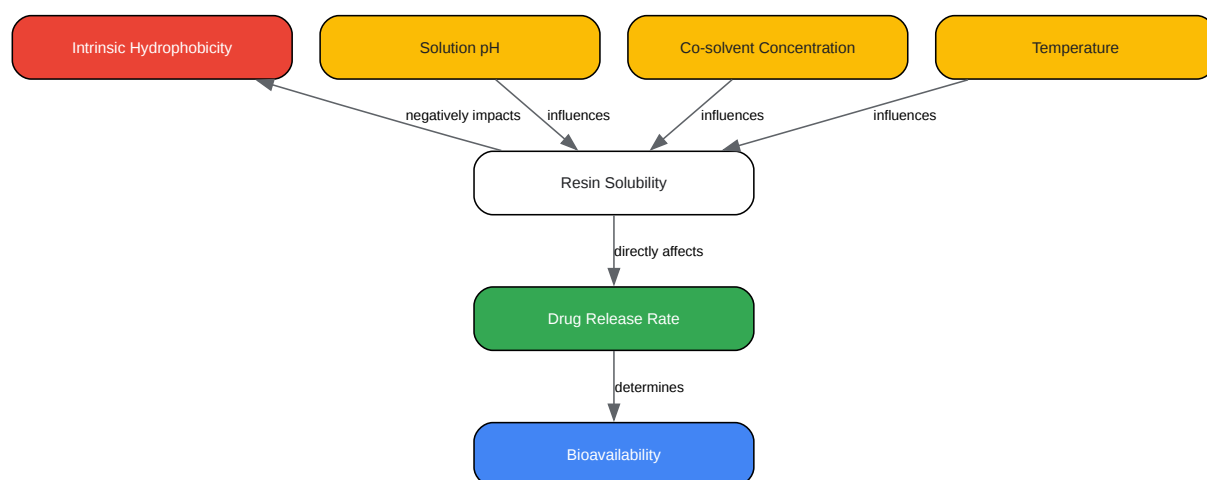 Intrinsic Hydrophobicity
Solution pH
Co-solvent Concentration
Temperature
negatively impacts
influences
influences
influences
Resin Solubility
directly affects
Drug Release Rate
determines
Bioavailability